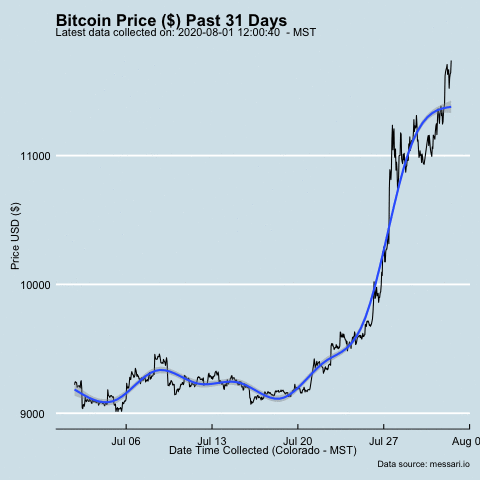 Bitcoin Price ($) Past 31 Days
Latest data collected on: 2020-08-01 12:00:40  - MST
Price USD ($)
11000
10000
9000
Jul 06 Jul 13 Jul 20 Jul 27 Aug 0
Date Time Collected (Colorado - MST)
Data source: messari.io